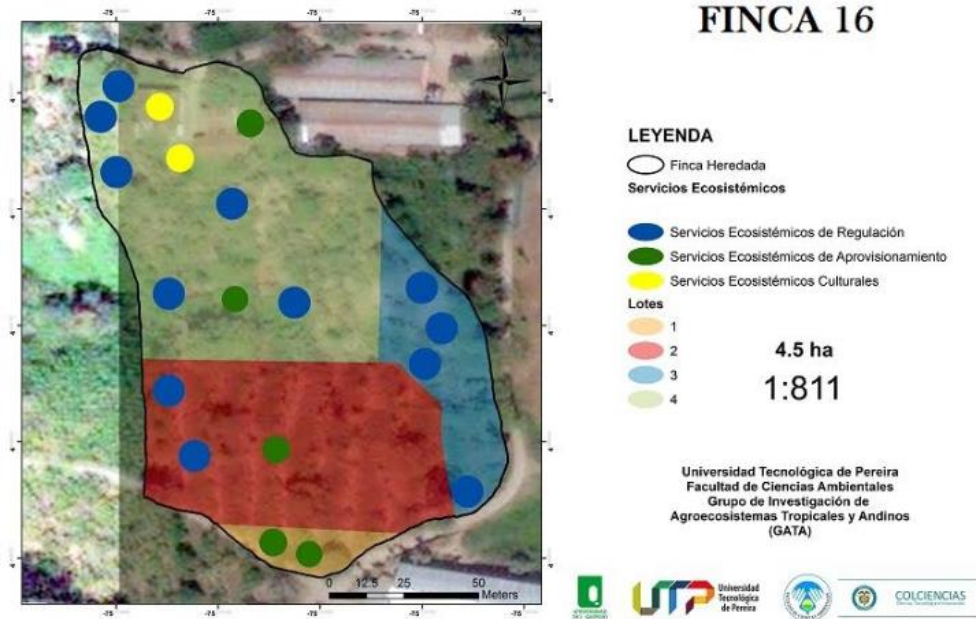 FINCA 16
-75
-75
-75
-75
-75
LEYENDA
Finca Heredada
Servicios Ecosistémicos
Servicios Ecosistémicos de Regulación
Servicios Ecosistémicos de Aprovisionamiento
Servicios Ecosistémicos Culturales
Lotes
1
2
3
4
4.5 ha
1:811
0 12.5 25 50
Meters
Universidad Tecnológica de Pereira
Facultad de Ciencias Ambientales
Grupo de Investigación de
Agroecosistemas Tropicales y Andinos
(GATA)
-75
-75
-75
-75
UTP
Universidad
Tecnológica
de Pereira
COLCIENCIAS